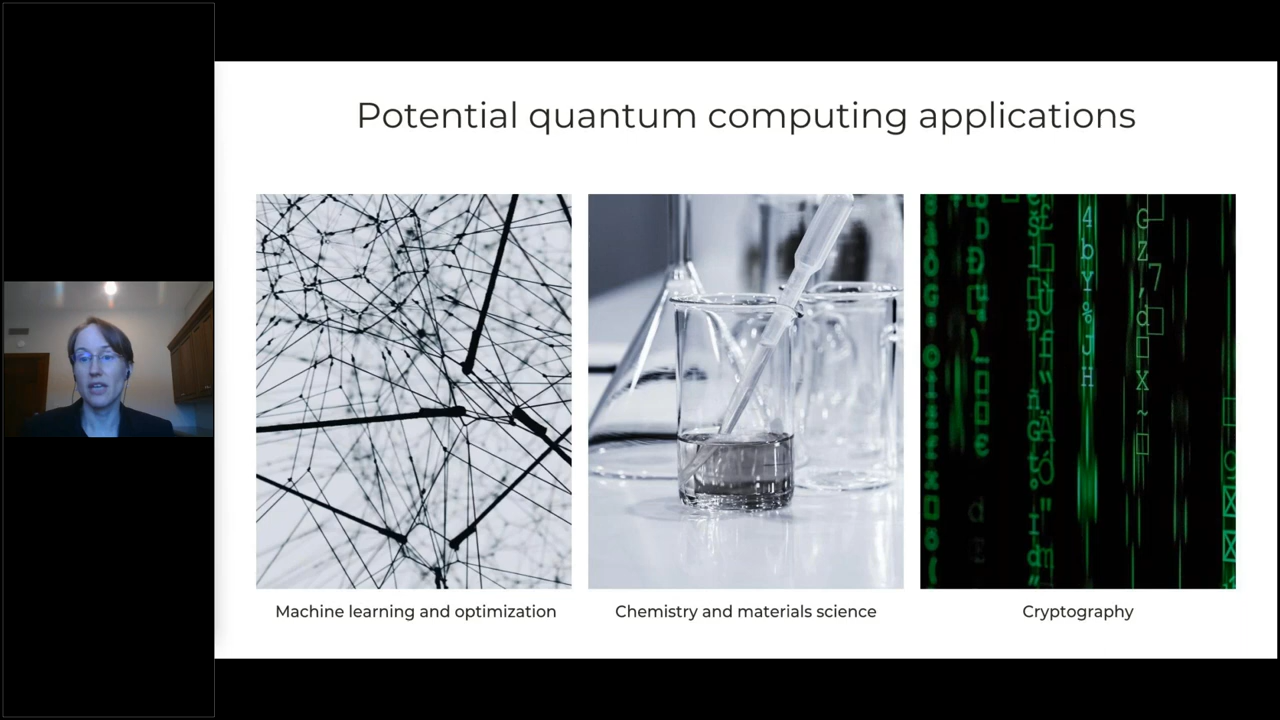 Potential quantum computing applications
Machine learning and optimization
Chemistry and materials science
Cryptography